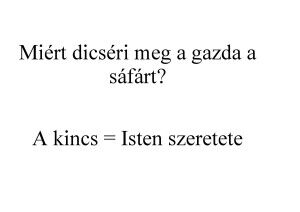 Miért dicséri meg a gazda a
sáfárt?
A kincs = Isten szeretete